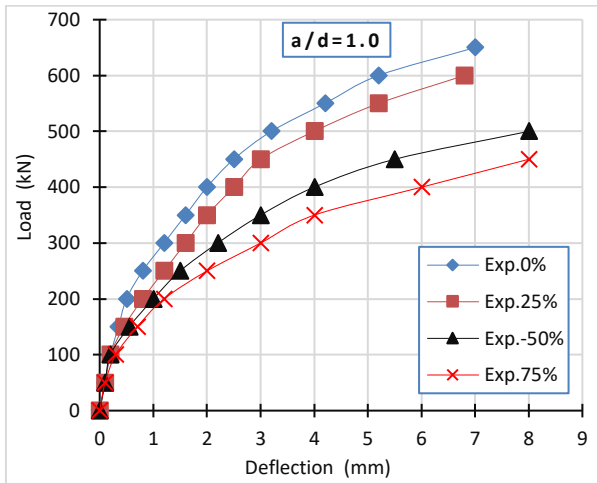 a/d=1.0
700
600
500
400
300
200
100
0
Load (kN)
Exp.0%
Exp.25%
Exp.-50%
Exp.75%
0 1 2 3 4 5 6 7 8 9
Deflection (mm)